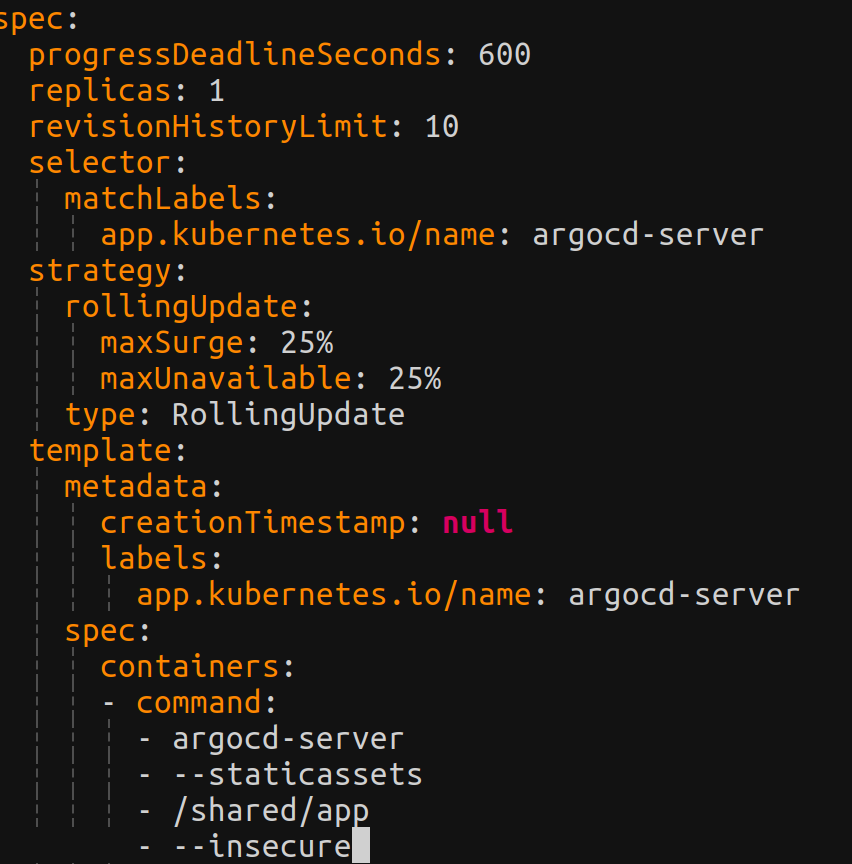 spec:
  progressDeadlineSeconds: 600
  replicas: 1
  revisionHistoryLimit: 10
  selector:
    matchLabels:
      app.kubernetes.io/name: argocd-server
  strategy:
    rollingUpdate:
      maxSurge: 25%
      maxUnavailable: 25%
    type: RollingUpdate
  template:
    metadata:
      creationTimestamp: null
      labels:
        app.kubernetes.io/name: argocd-server
    spec:
      containers:
      - command:
        - argocd-server
        - --staticassets
        - /shared/app
        - --insecure